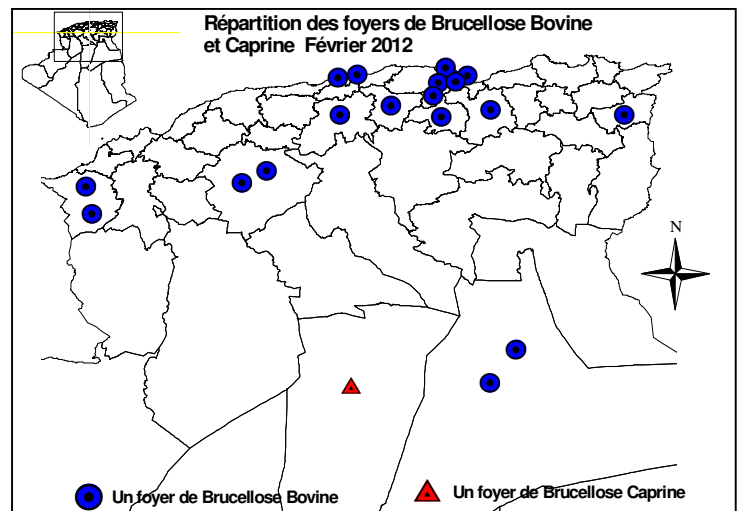 Répartition des foyers de Brucellose Bovine
et Caprine Février 2012
N
Un foyer de Brucellose Bovine
Un foyer de Brucellose Caprine